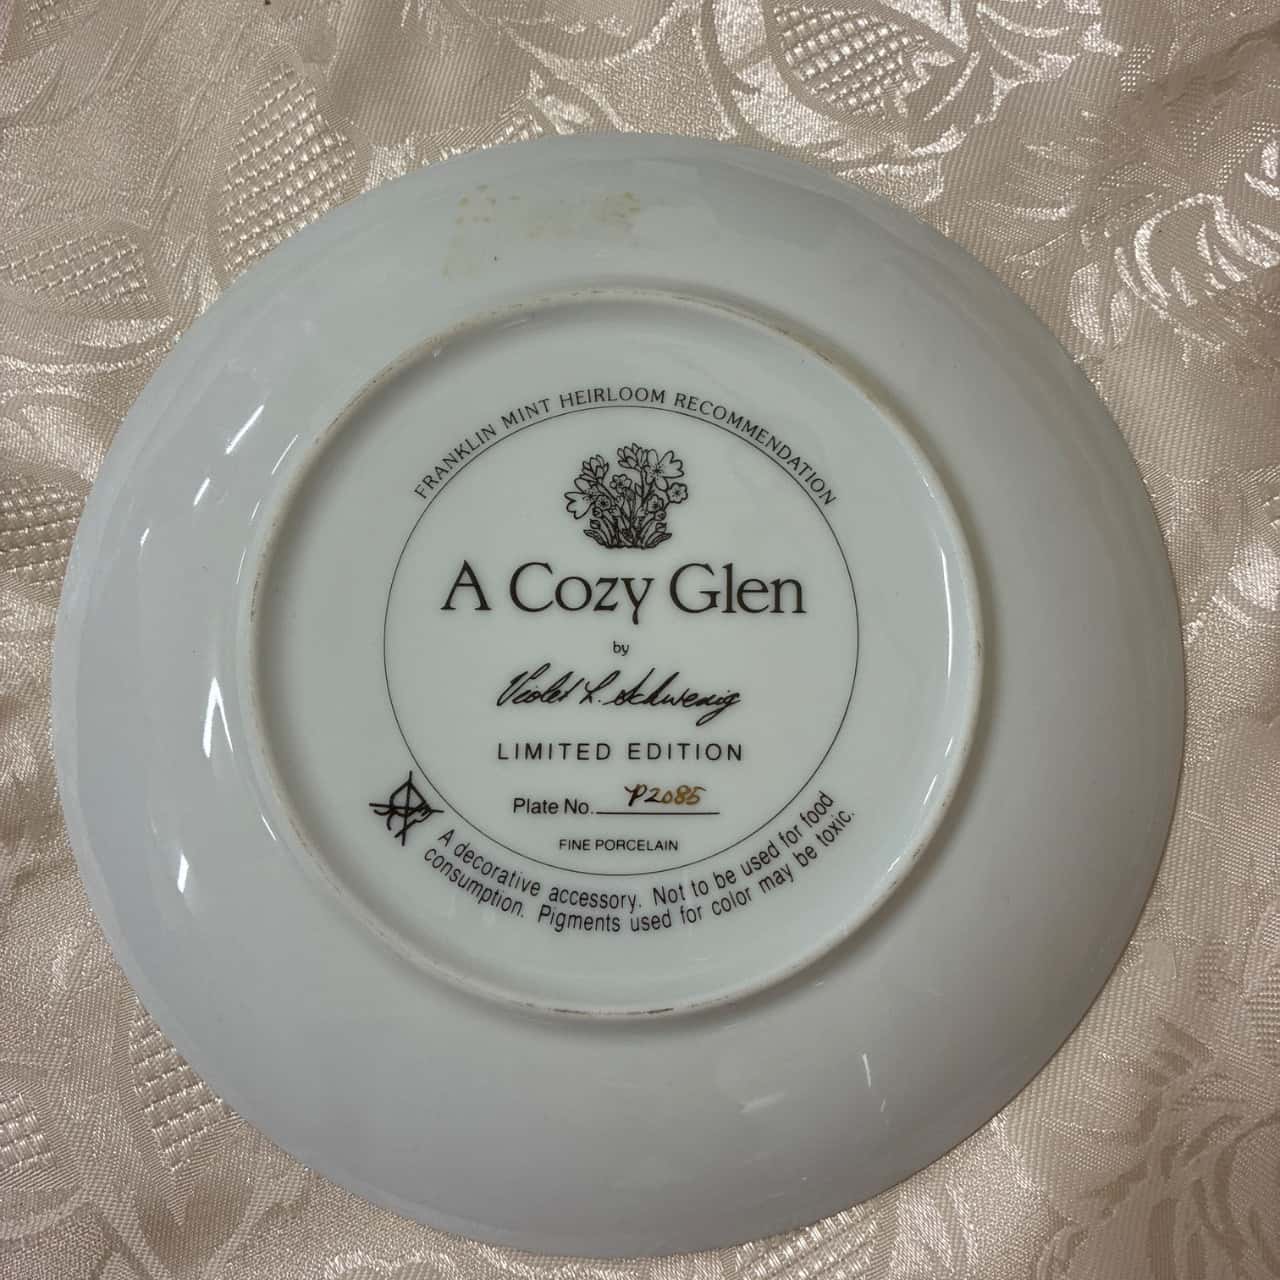 FRANKLIN MINT HEIRLOOM RECOMMENDATION
A Cozy Glen
by
Violet L. Schwenig
LIMITED EDITION
Plate No. P2085
FINE PORCELAIN
A decorative accessory. Not to be used for food
consumption. Pigments used for color may be toxic.